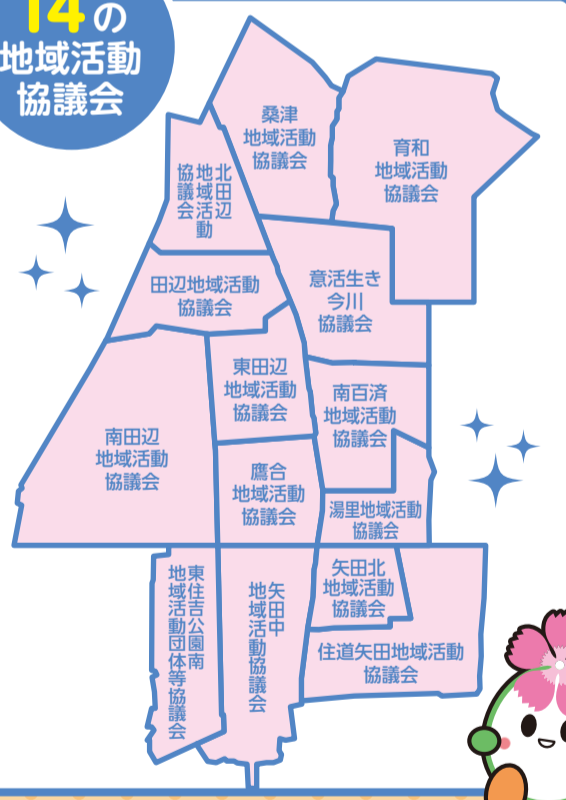 14の
地域活動
協議会
桑津
地域活動
協議会
育和
地域活動
協議会
北田辺
地域活動
協議会
田辺地域活動
協議会
意活生き
今川
協議会
東田辺
地域活動
協議会
南百済
地域活動
協議会
南田辺
地域活動
協議会
鷹合
地域活動
協議会
湯里地域活動
協議会
東住吉公園南
地域活動団体等協議会
矢田中
地域活動協議会
矢田北
地域活動
協議会
住道矢田地域活動
協議会